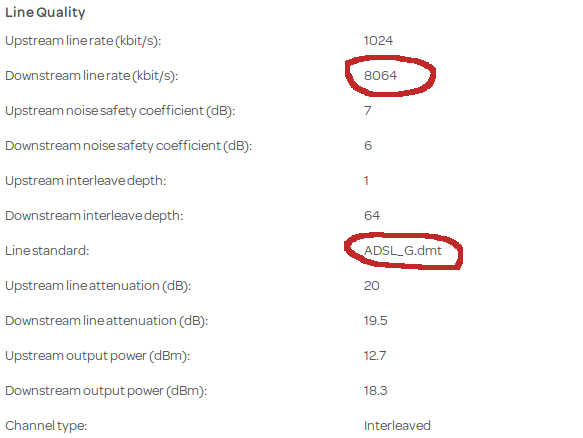 Line Quality
Upstream line rate (kbit/s): 1024
Downstream line rate (kbit/s): 8064
Upstream noise safety coefficient (dB): 7
Downstream noise safety coefficient (dB): 6
Upstream interleave depth: 1
Downstream interleave depth: 64
Line standard: ADSL_G.dmt
Upstream line attenuation (dB): 20
Downstream line attenuation (dB): 19.5
Upstream output power (dBm): 12.7
Downstream output power (dBm): 18.3
Channel type: Interleaved